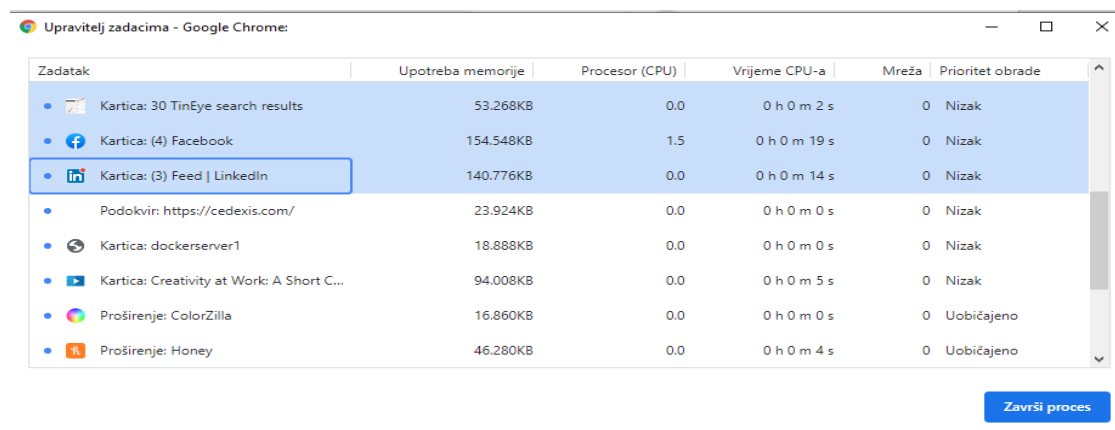 Upravitelj zadacima - Google Chrome:
Zadatak Upotreba memorije Procesor (CPU) Vrijeme CPU-a Mreža Prioritet obrade
Kartica: 30 TinEye search results 53.268KB 0.0 0 h 0 m 2 s 0 Nizak
Kartica: (4) Facebook 154.548KB 1.5 0 h 0 m 19 s 0 Nizak
Kartica: (3) Feed | LinkedIn 140.776KB 0.0 0 h 0 m 14 s 0 Nizak
Podokvir: https://cedexis.com/ 23.924KB 0.0 0 h 0 m 0 s 0 Nizak
Kartica: dockerserver1 18.888KB 0.0 0 h 0 m 0 s 0 Nizak
Kartica: Creativity at Work: A Short C... 94.008KB 0.0 0 h 0 m 5 s 0 Nizak
Proširenje: ColorZilla 16.860KB 0.0 0 h 0 m 0 s 0 Uobičajeno
Proširenje: Honey 46.280KB 0.0 0 h 0 m 4 s 0 Uobičajeno
Završi proces